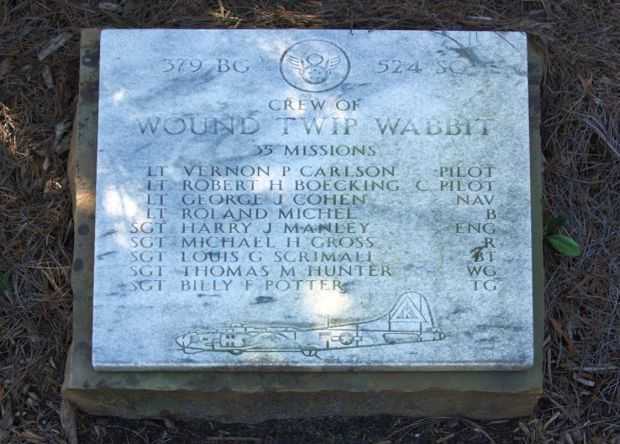 379 BG 524 SQ
CREW OF
WOUND TWIP WABBIT
35 MISSIONS
LT VERNON P CARLSON PILOT
LT ROBERT H BOECKING C PILOT
LT GEORGE J COHEN NAV
LT ROLAND MICHEL B
SGT HARRY J MANLEY ENG
SGT MICHAEL H GROSS R
SGT LOUIS G SCRIMALI BT
SGT THOMAS M HUNTER WG
SGT BILLY F POTTER TG